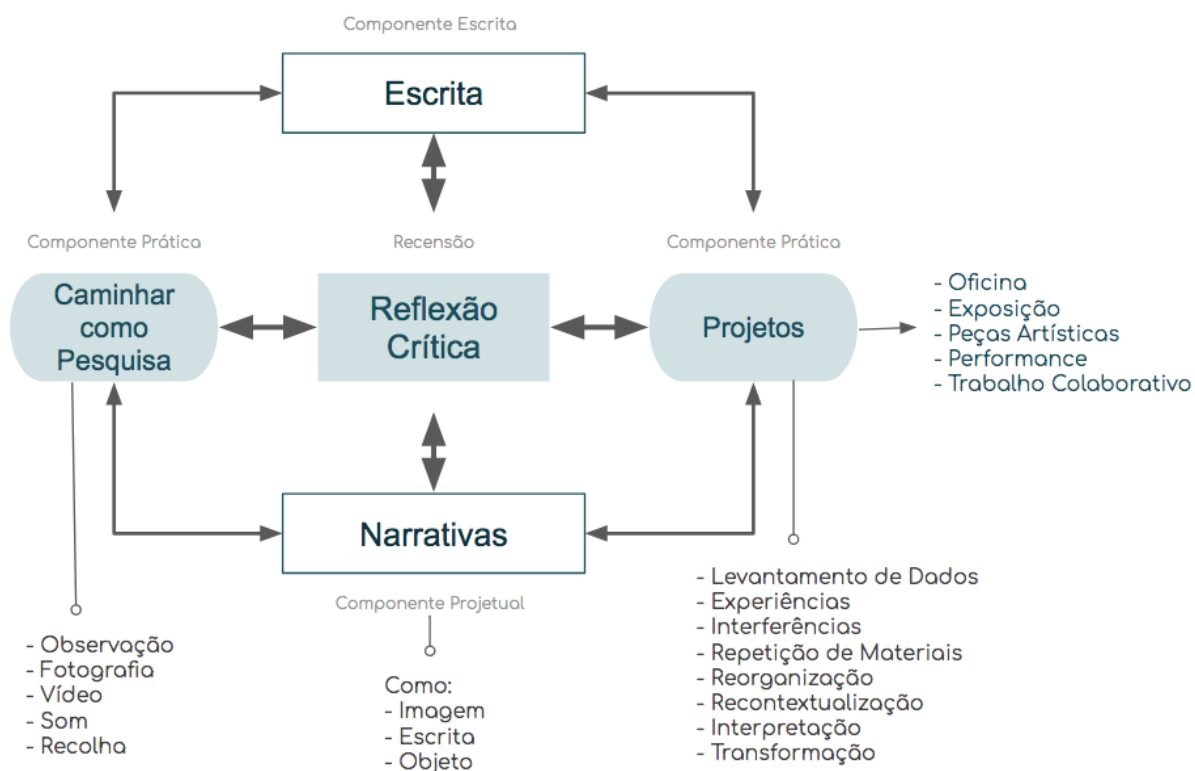 Componente Escrita
Escrita
Componente Prática
Recensão
Componente Prática
Caminhar
como
Pesquisa
Reflexão
Crítica
Projetos
- Oficina
- Exposição
- Peças Artísticas
- Performance
- Trabalho Colaborativo
Narrativas
Componente Projetual
- Observação
- Fotografia
- Vídeo
- Som
- Recolha
Como:
- Imagem
- Escrita
- Objeto
- Levantamento de Dados
- Experiências
- Interferências
- Repetição de Materiais
- Reorganização
- Recontextualização
- Interpretação
- Transformação